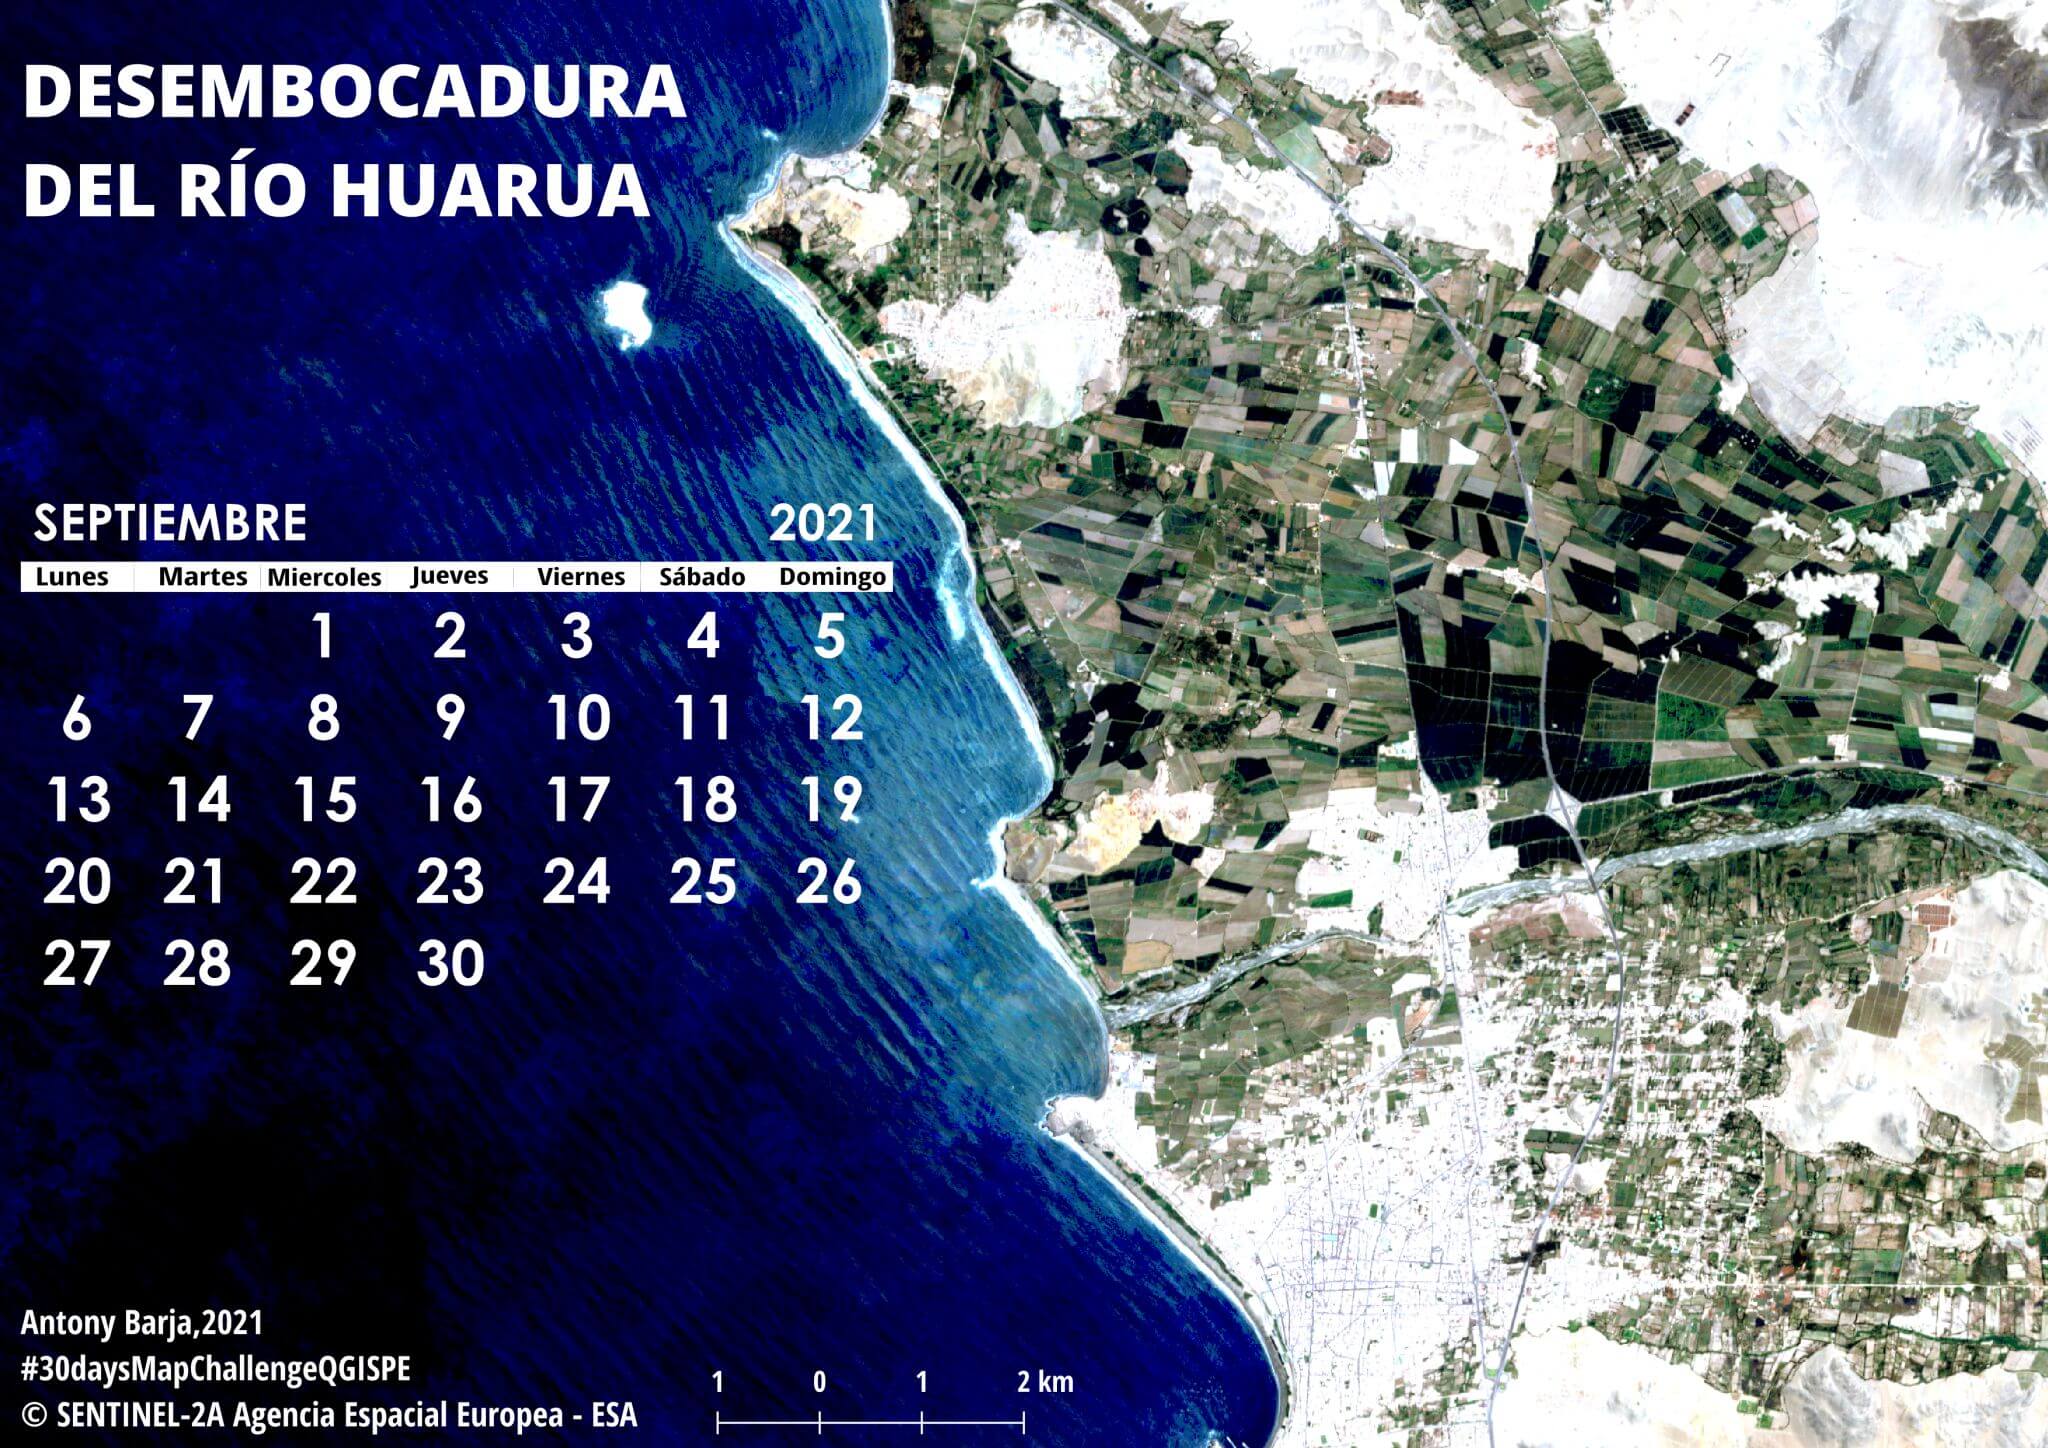 DESEMBOCADURA
DEL RÍO HUARUA
SEPTIEMBRE 2021
Lunes Martes Miercoles Jueves Viernes Sábado Domingo
1 2 3 4 5
6 7 8 9 10 11 12
13 14 15 16 17 18 19
20 21 22 23 24 25 26
27 28 29 30
Antony Barja,2021
#30daysMapChallengeQGISPE
© SENTINEL-2A Agencia Espacial Europea - ESA
1 0 1 2 km